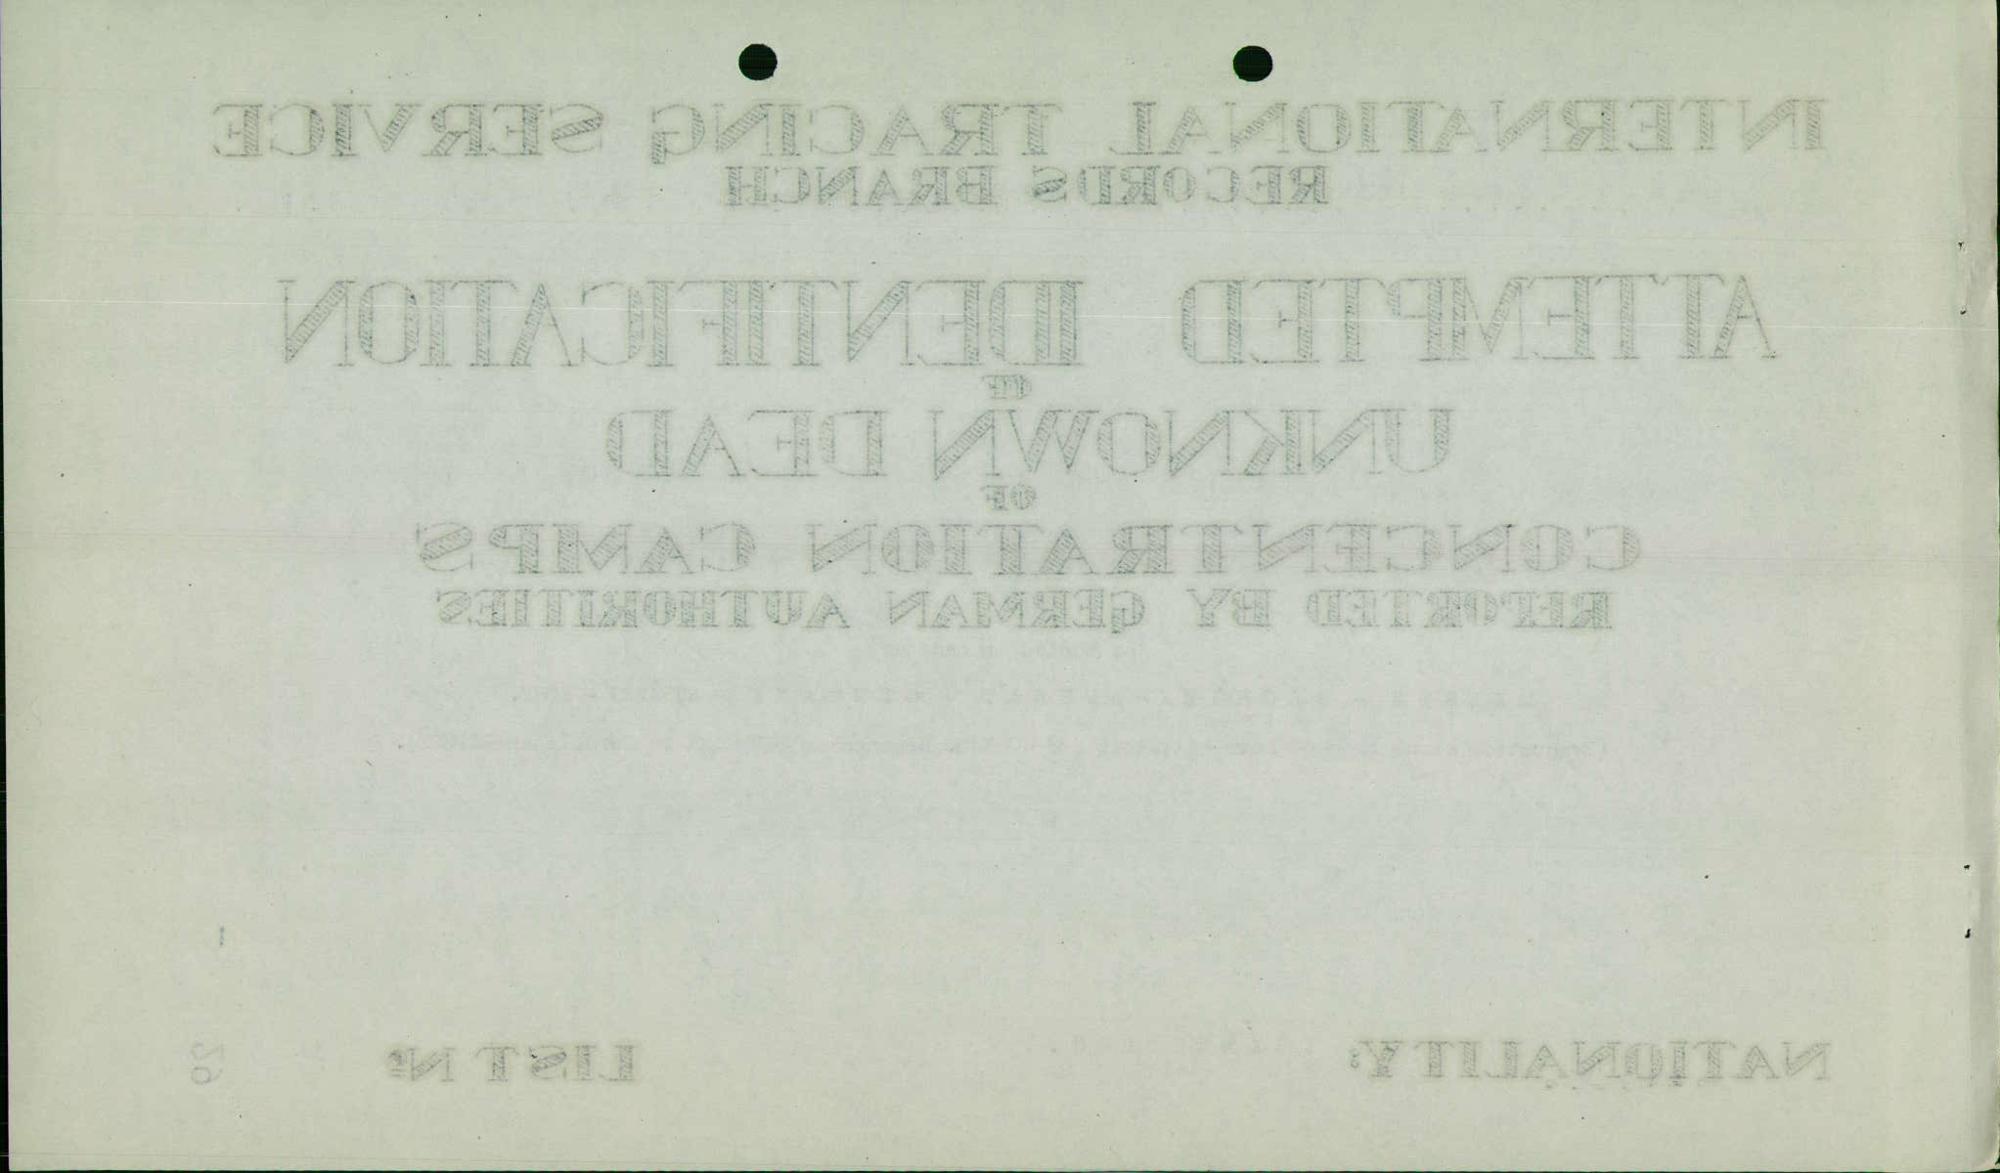 INTERNATIONAL TRACING SERVICE
RECORDS BRANCH
ATTEMPTED IDENTIFICATION
OF
UNKNOWN DEAD
OF
CONCENTRATION CAMPS
REPORTED BY GERMAN AUTHORITIES
NATIONALITY: LIST Nº 26